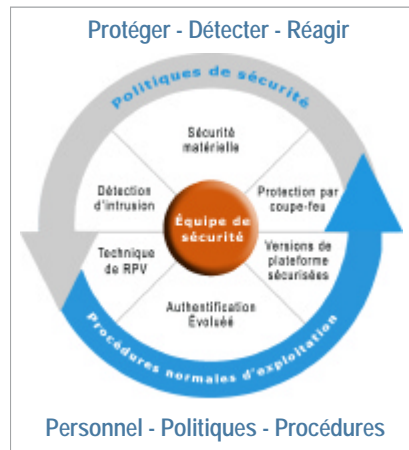 Protéger - Détecter - Réagir
Politiques de sécurité
Sécurité
matérielle
Détection
d'intrusion
Protection par
coupe-feu
Équipe de
sécurité
Technique
de RPV
Versions de
plateforme
sécurisées
Authentification
Évoluéé
Procédures normales d'exploitation
Personnel - Politiques - Procédures